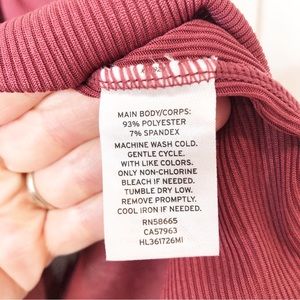 MAIN BODY/CORPS:
93% POLYESTER
7% SPANDEX
MACHINE WASH COLD.
GENTLE CYCLE.
WITH LIKE COLORS.
ONLY NON-CHLORINE
BLEACH IF NEEDED.
TUMBLE DRY LOW.
REMOVE PROMPTLY.
COOL IRON IF NEEDED.
RN58665
CA57963
HL361726MI